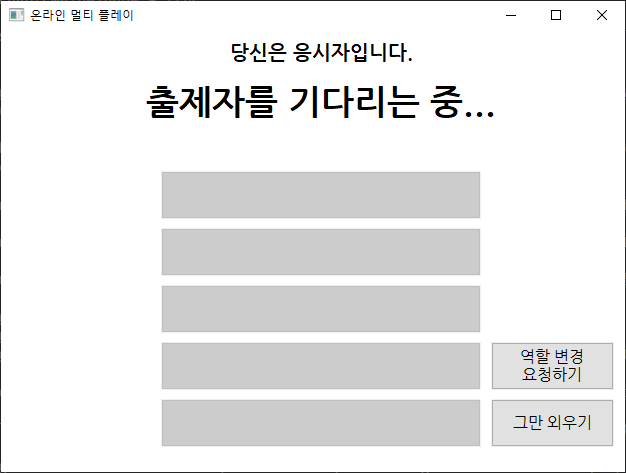 온라인 멀티 플레이
당신은 응시자입니다.
출제자를 기다리는 중...
역할 변경
요청하기
그만 외우기